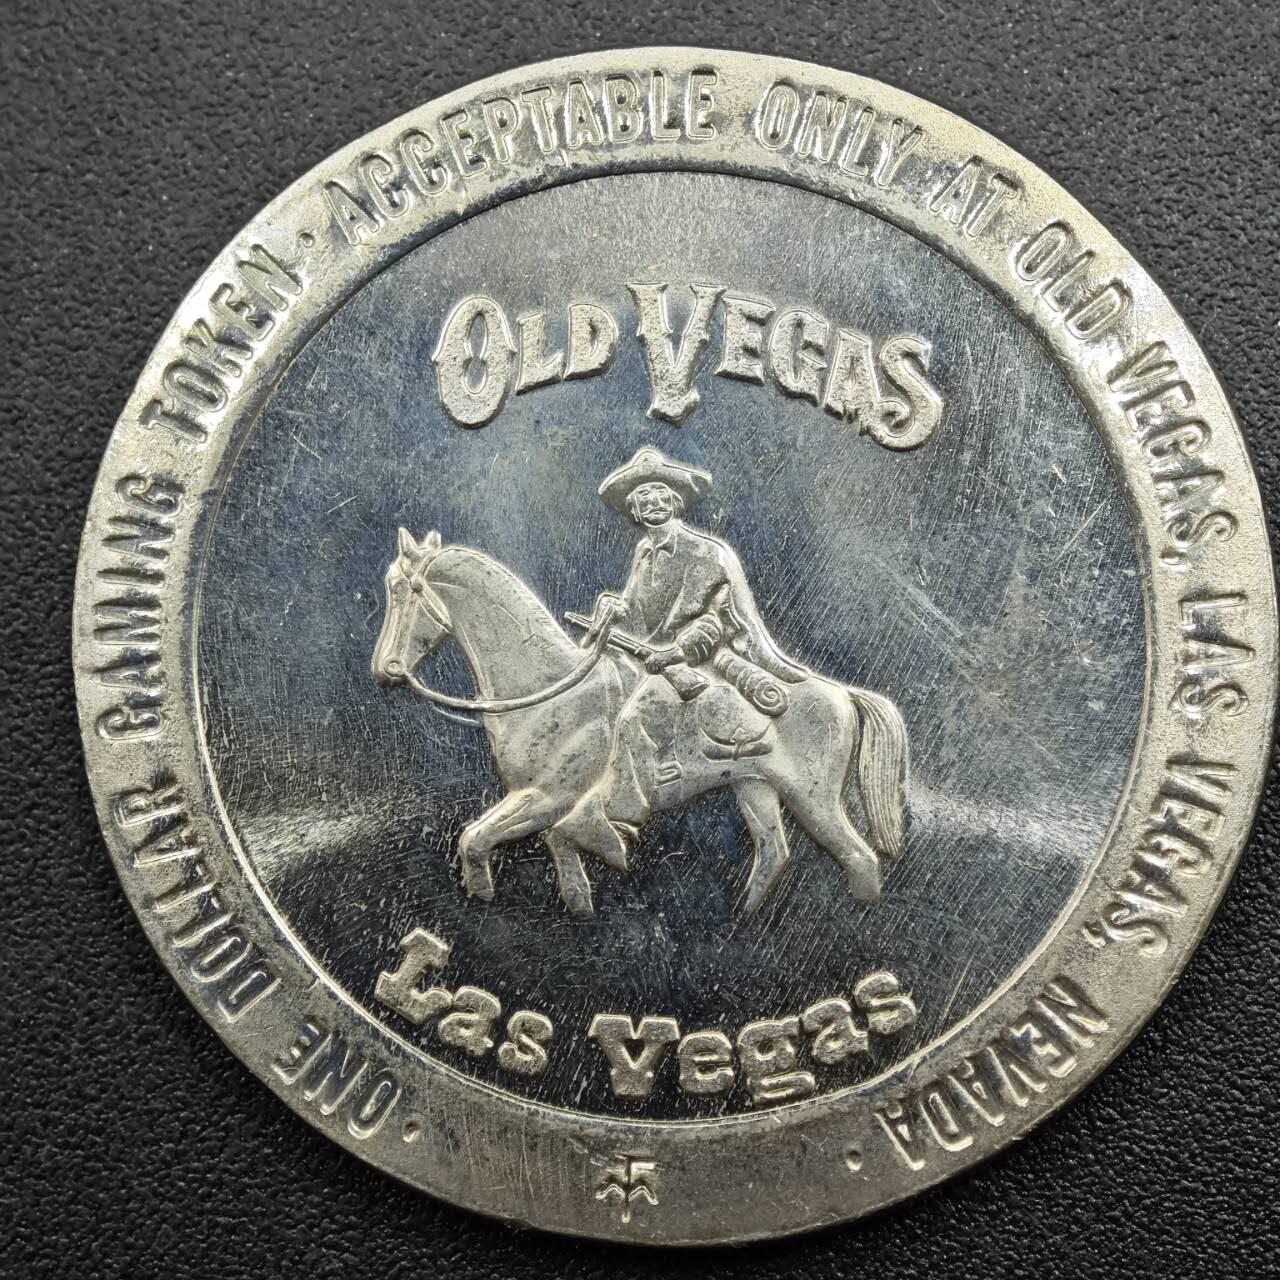 · ONE DOLLAR GAMING TOKEN · ACCEPTABLE ONLY AT OLD VEGAS, LAS VEGAS, NEVADA ·
OLD VEGAS
Las Vegas